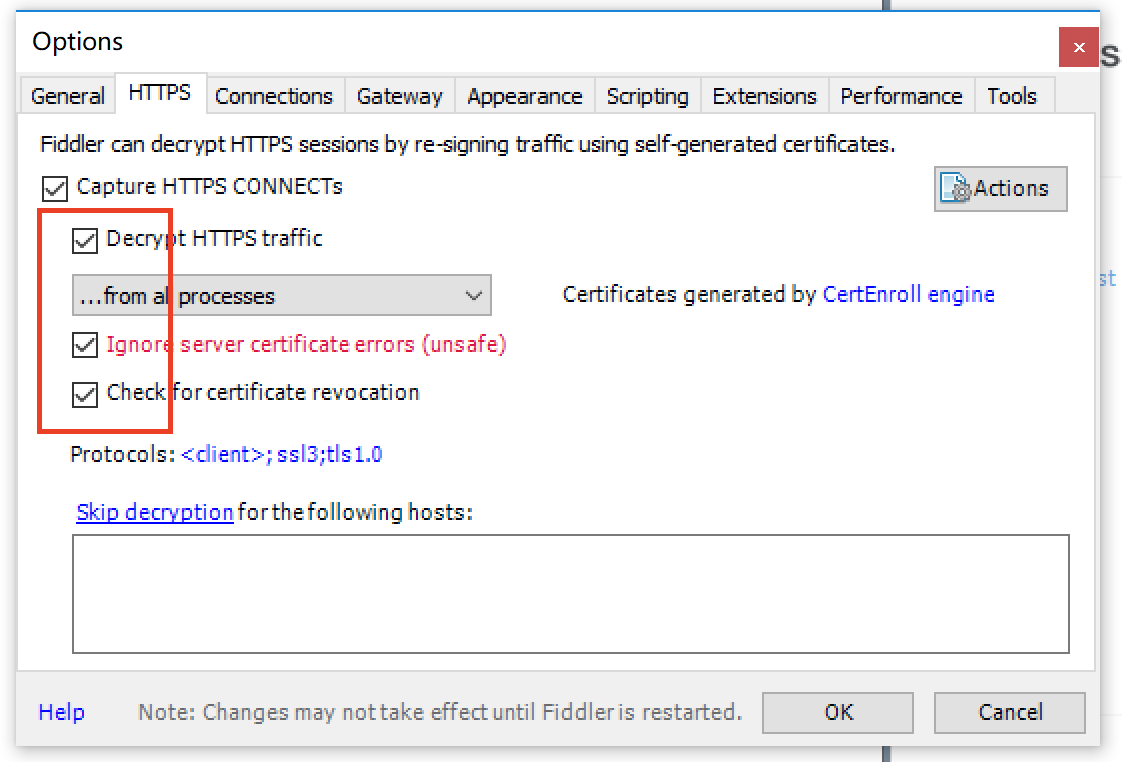 Options
s
General HTTPS Connections Gateway Appearance Scripting Extensions Performance Tools
Fiddler can decrypt HTTPS sessions by re-signing traffic using self-generated certificates.
Capture HTTPS CONNECTs
Actions
Decrypt HTTPS traffic
st
...from all processes
Certificates generated by CertEnroll engine
Ignore server certificate errors (unsafe)
Check for certificate revocation
Protocols: <client>; ssl3;tls1.0
Skip decryption for the following hosts:
Help
Note: Changes may not take effect until Fiddler is restarted.
OK
Cancel